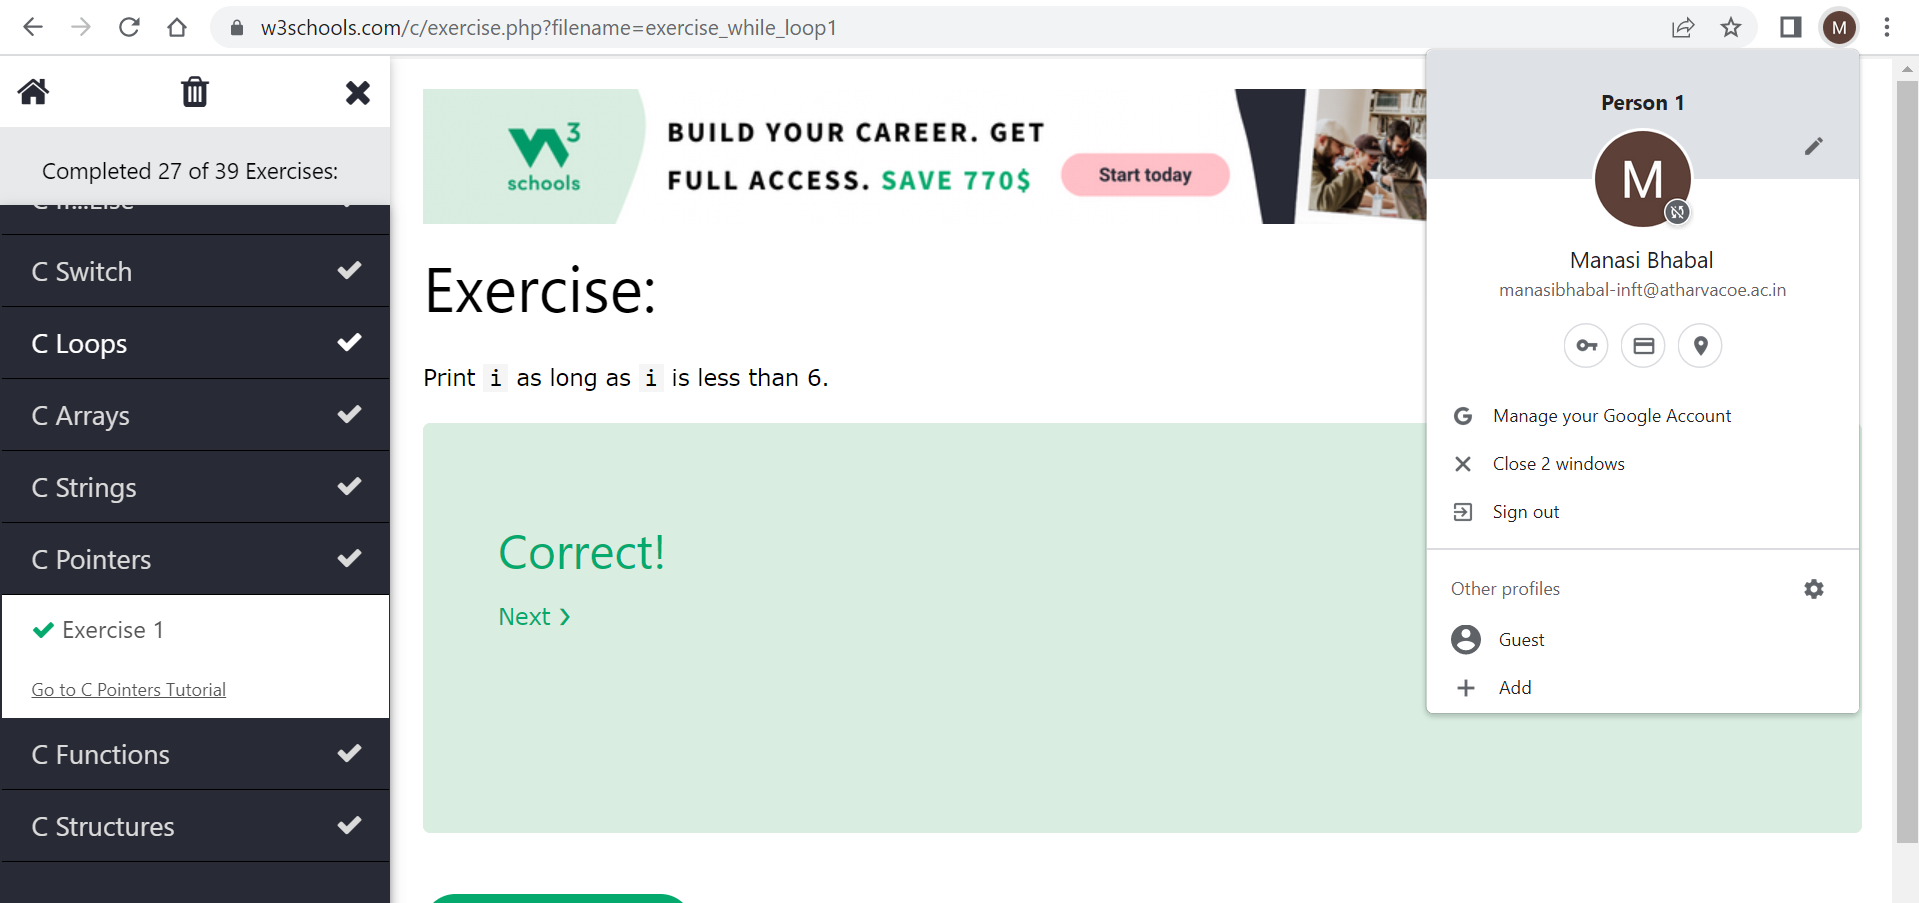 w3schools.com/c/exercise.php?filename=exercise_while_loop1
M
Completed 27 of 39 Exercises:
C If...Else
C Switch
C Loops
C Arrays
C Strings
C Pointers
Exercise 1
Go to C Pointers Tutorial
C Functions
C Structures
W3
schools
BUILD YOUR CAREER. GET
FULL ACCESS. SAVE 770$
Start today
Exercise:
Print i as long as i is less than 6.
Correct!
Next ❯
Person 1
M
Manasi Bhabal
manasibhabal-inft@atharvacoe.ac.in
G Manage your Google Account
Close 2 windows
Sign out
Other profiles
Guest
Add